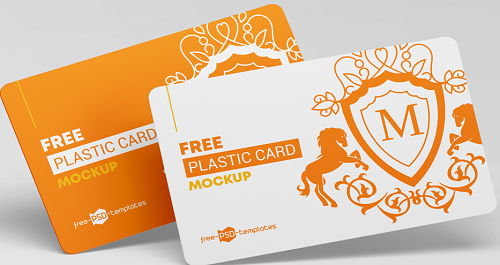 FREE
PLASTIC CARD
MOCKUP
free-PSD-templates
FREE
PLASTIC CARD
MOCKUP
free-PSD-templates
M